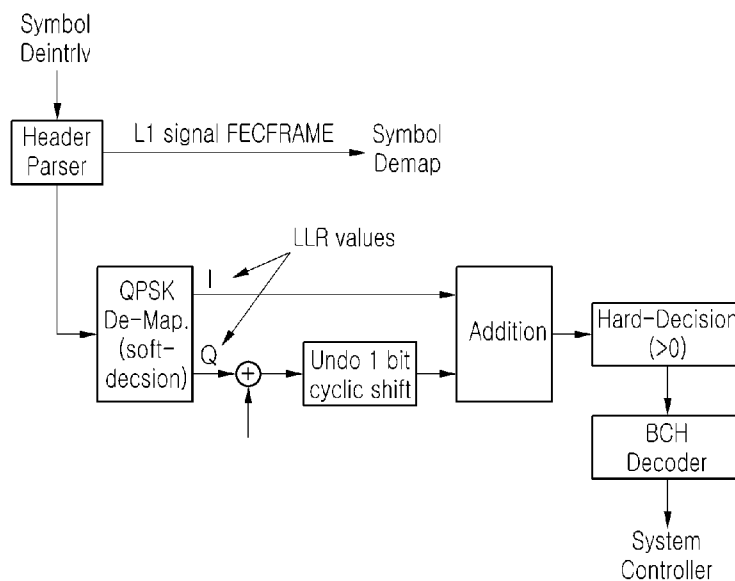 Symbol
Deintrlv
Header
Parser
L1 signal FECFRAME
Symbol
Demap
LLR values
QPSK
De-Map.
(soft-
decsion)
I
Q
Undo 1 bit
cyclic shift
Addition
Hard-Decision
(>0)
BCH
Decoder
System
Controller